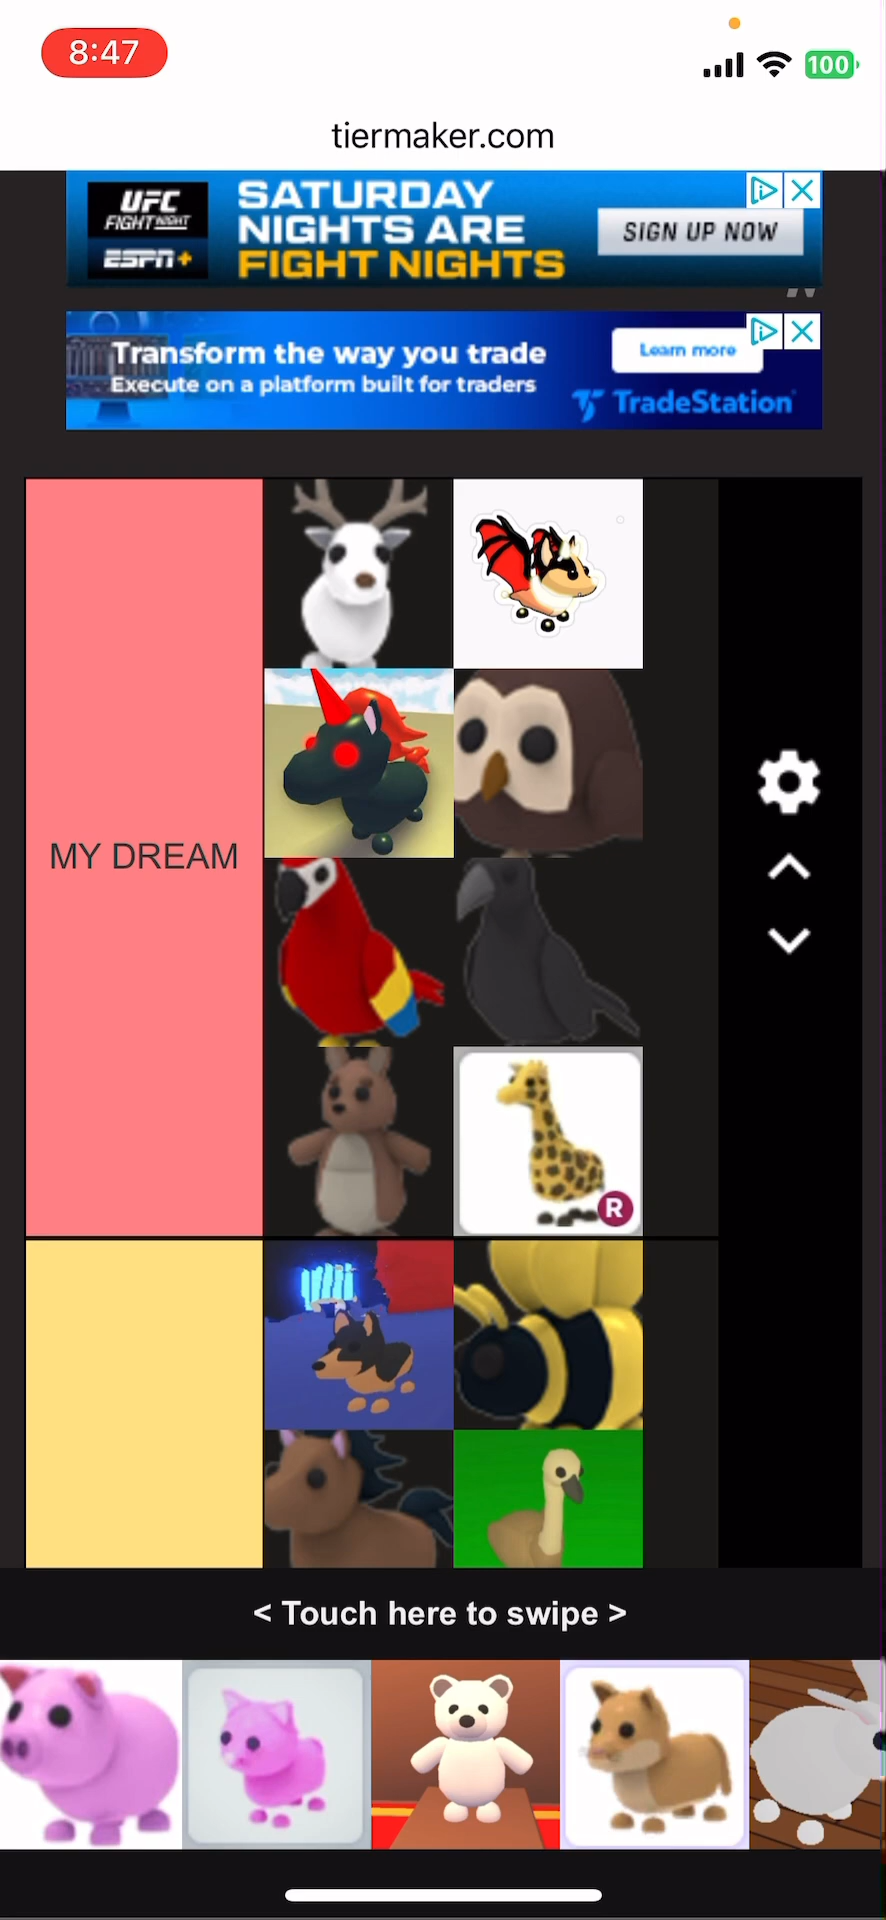 8:47
100
tiermaker.com
UFC
FIGHT NIGHT
ESPN+
SATURDAY
NIGHTS ARE
FIGHT NIGHTS
SIGN UP NOW
Transform the way you trade
Execute on a platform built for traders
Learn more
TradeStation
MY DREAM
R
< Touch here to swipe >